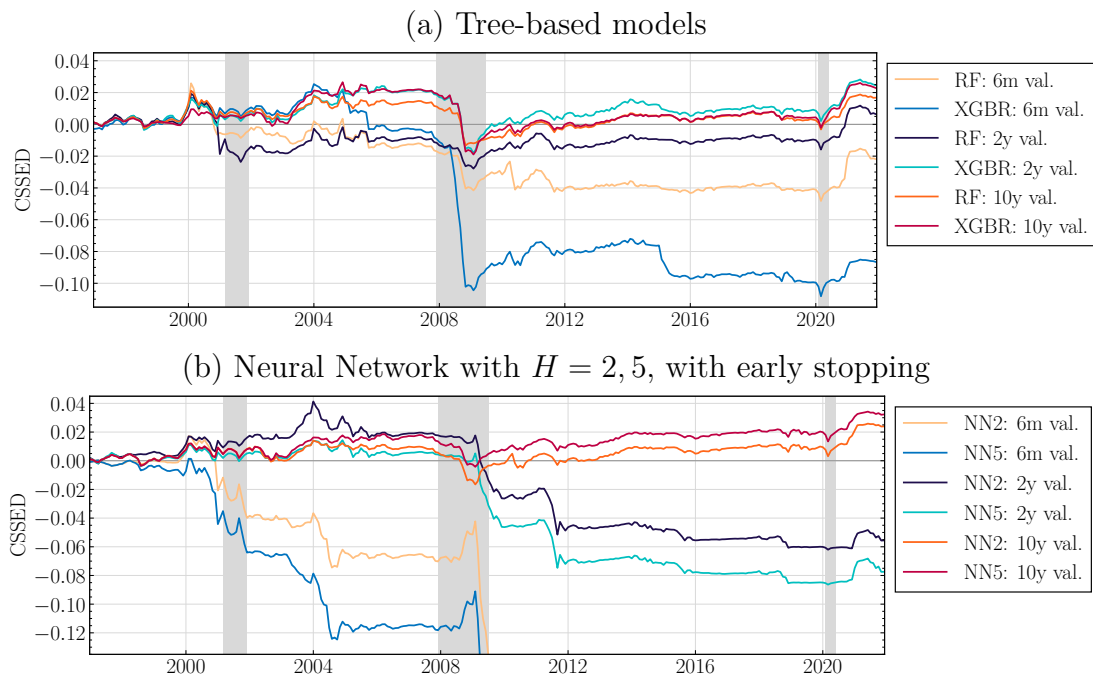 (a) Tree-based models
0.04
0.02
0.00
−0.02
−0.04
−0.06
−0.08
−0.10
CSSED
2000
2004
2008
2012
2016
2020
RF: 6m val.
XGBR: 6m val.
RF: 2y val.
XGBR: 2y val.
RF: 10y val.
XGBR: 10y val.
(b) Neural Network with H = 2, 5, with early stopping
0.04
0.02
0.00
−0.02
−0.04
−0.06
−0.08
−0.10
−0.12
CSSED
2000
2004
2008
2012
2016
2020
NN2: 6m val.
NN5: 6m val.
NN2: 2y val.
NN5: 2y val.
NN2: 10y val.
NN5: 10y val.